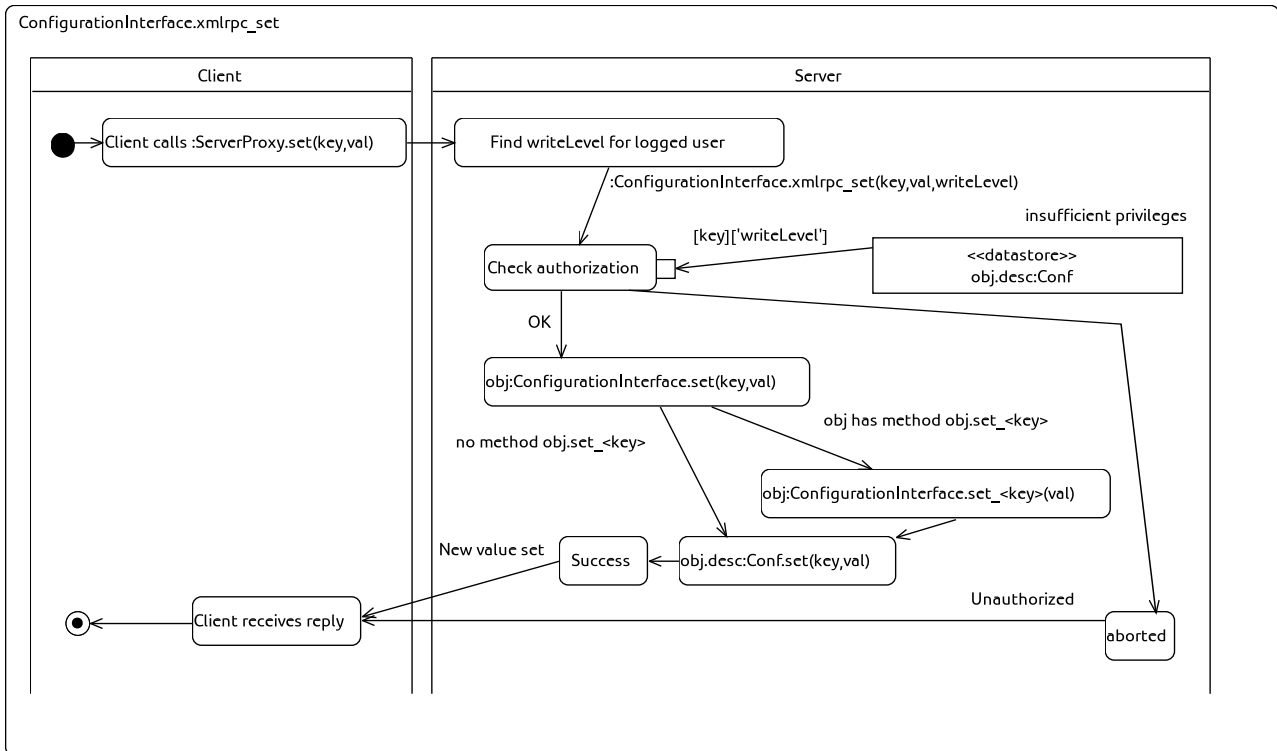 ConfigurationInterface.xmlrpc_set
Client
Server
Client calls :ServerProxy.set(key,val)
Find writeLevel for logged user
:ConfigurationInterface.xmlrpc_set(key,val,writeLevel)
insufficient privileges
[key]['writeLevel']
<<datastore>>
obj.desc:Conf
Check authorization
OK
obj:ConfigurationInterface.set(key,val)
obj has method obj.set_<key>
no method obj.set_<key>
obj:ConfigurationInterface.set_<key>(val)
New value set
Success
obj.desc:Conf.set(key,val)
Unauthorized
Client receives reply
aborted